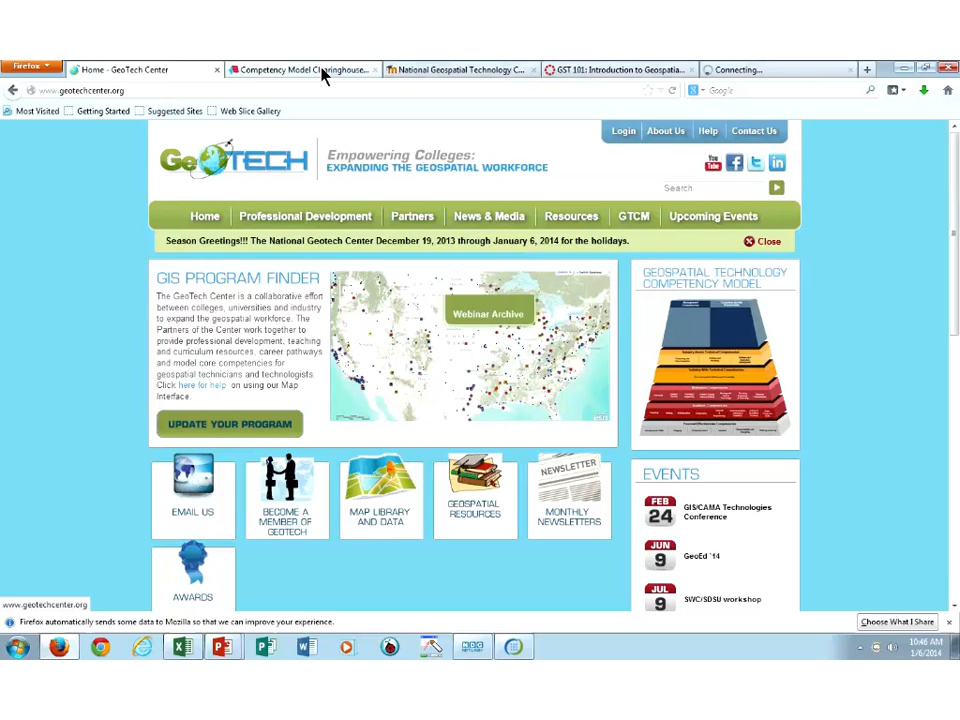 Firefox
Home - GeoTech Center
Competency Model Clearinghouse...
National Geospatial Technology C...
GST 101: Introduction to Geospatia...
Connecting...
www.geotechcenter.org
Google
Most Visited
Getting Started
Suggested Sites
Web Slice Gallery
Login
About Us
Help
Contact Us
GeoTECH
Empowering Colleges:
EXPANDING THE GEOSPATIAL WORKFORCE
You Tube
Search
Home
Professional Development
Partners
News & Media
Resources
GTCM
Upcoming Events
Season Greetings!!! The National Geotech Center December 19, 2013 through January 6, 2014 for the holidays.
Close
GIS PROGRAM FINDER
The GeoTech Center is a collaborative effort
between colleges, universities and industry
to expand the geospatial workforce. The
Partners of the Center work together to
provide professional development, teaching
and curriculum resources, career pathways
and model core competencies for
geospatial technicians and technologists.
Click here for help on using our Map
Interface.
UPDATE YOUR PROGRAM
Webinar Archive
GEOSPATIAL TECHNOLOGY
COMPETENCY MODEL
EMAIL US
BECOME A
MEMBER OF
GEOTECH
MAP LIBRARY
AND DATA
GEOSPATIAL
RESOURCES
NEWSLETTER
MONTHLY
NEWSLETTERS
AWARDS
EVENTS
FEB
24
GIS/CAMA Technologies
Conference
JUN
9
GeoEd `14
JUL
9
SWC/SDSU workshop
www.geotechcenter.org
Firefox automatically sends some data to Mozilla so that we can improve your experience.
Choose What I Share
10:46 AM
1/6/2014